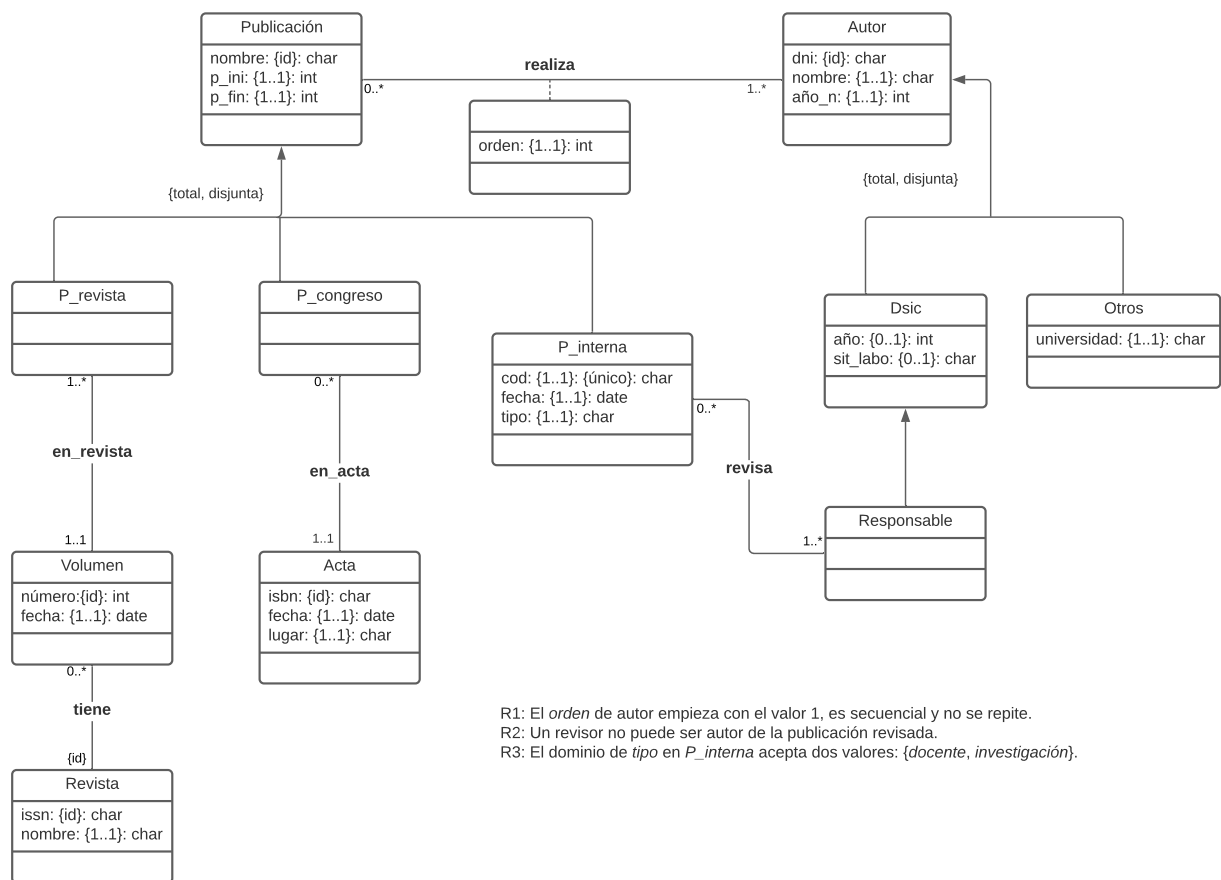 Publicación
nombre: {id}: char
p_ini: {1..1}: int
p_fin: {1..1}: int
realiza
0..*
1..*
orden: {1..1}: int
Autor
dni: {id}: char
nombre: {1..1}: char
año_n: {1..1}: int
{total, disjunta}
{total, disjunta}
P_revista
P_congreso
P_interna
cod: {1..1}: {único}: char
fecha: {1..1}: date
tipo: {1..1}: char
Dsic
año: {0..1}: int
sit_labo: {0..1}: char
Otros
universidad: {1..1}: char
1..*
en_revista
1..1
0..*
en_acta
1..1
0..*
revisa
1..*
Responsable
Volumen
número:{id}: int
fecha: {1..1}: date
Acta
isbn: {id}: char
fecha: {1..1}: date
lugar: {1..1}: char
0..*
tiene
{id}
Revista
issn: {id}: char
nombre: {1..1}: char
R1: El orden de autor empieza con el valor 1, es secuencial y no se repite.
R2: Un revisor no puede ser autor de la publicación revisada.
R3: El dominio de tipo en P_interna acepta dos valores: {docente, investigación}.